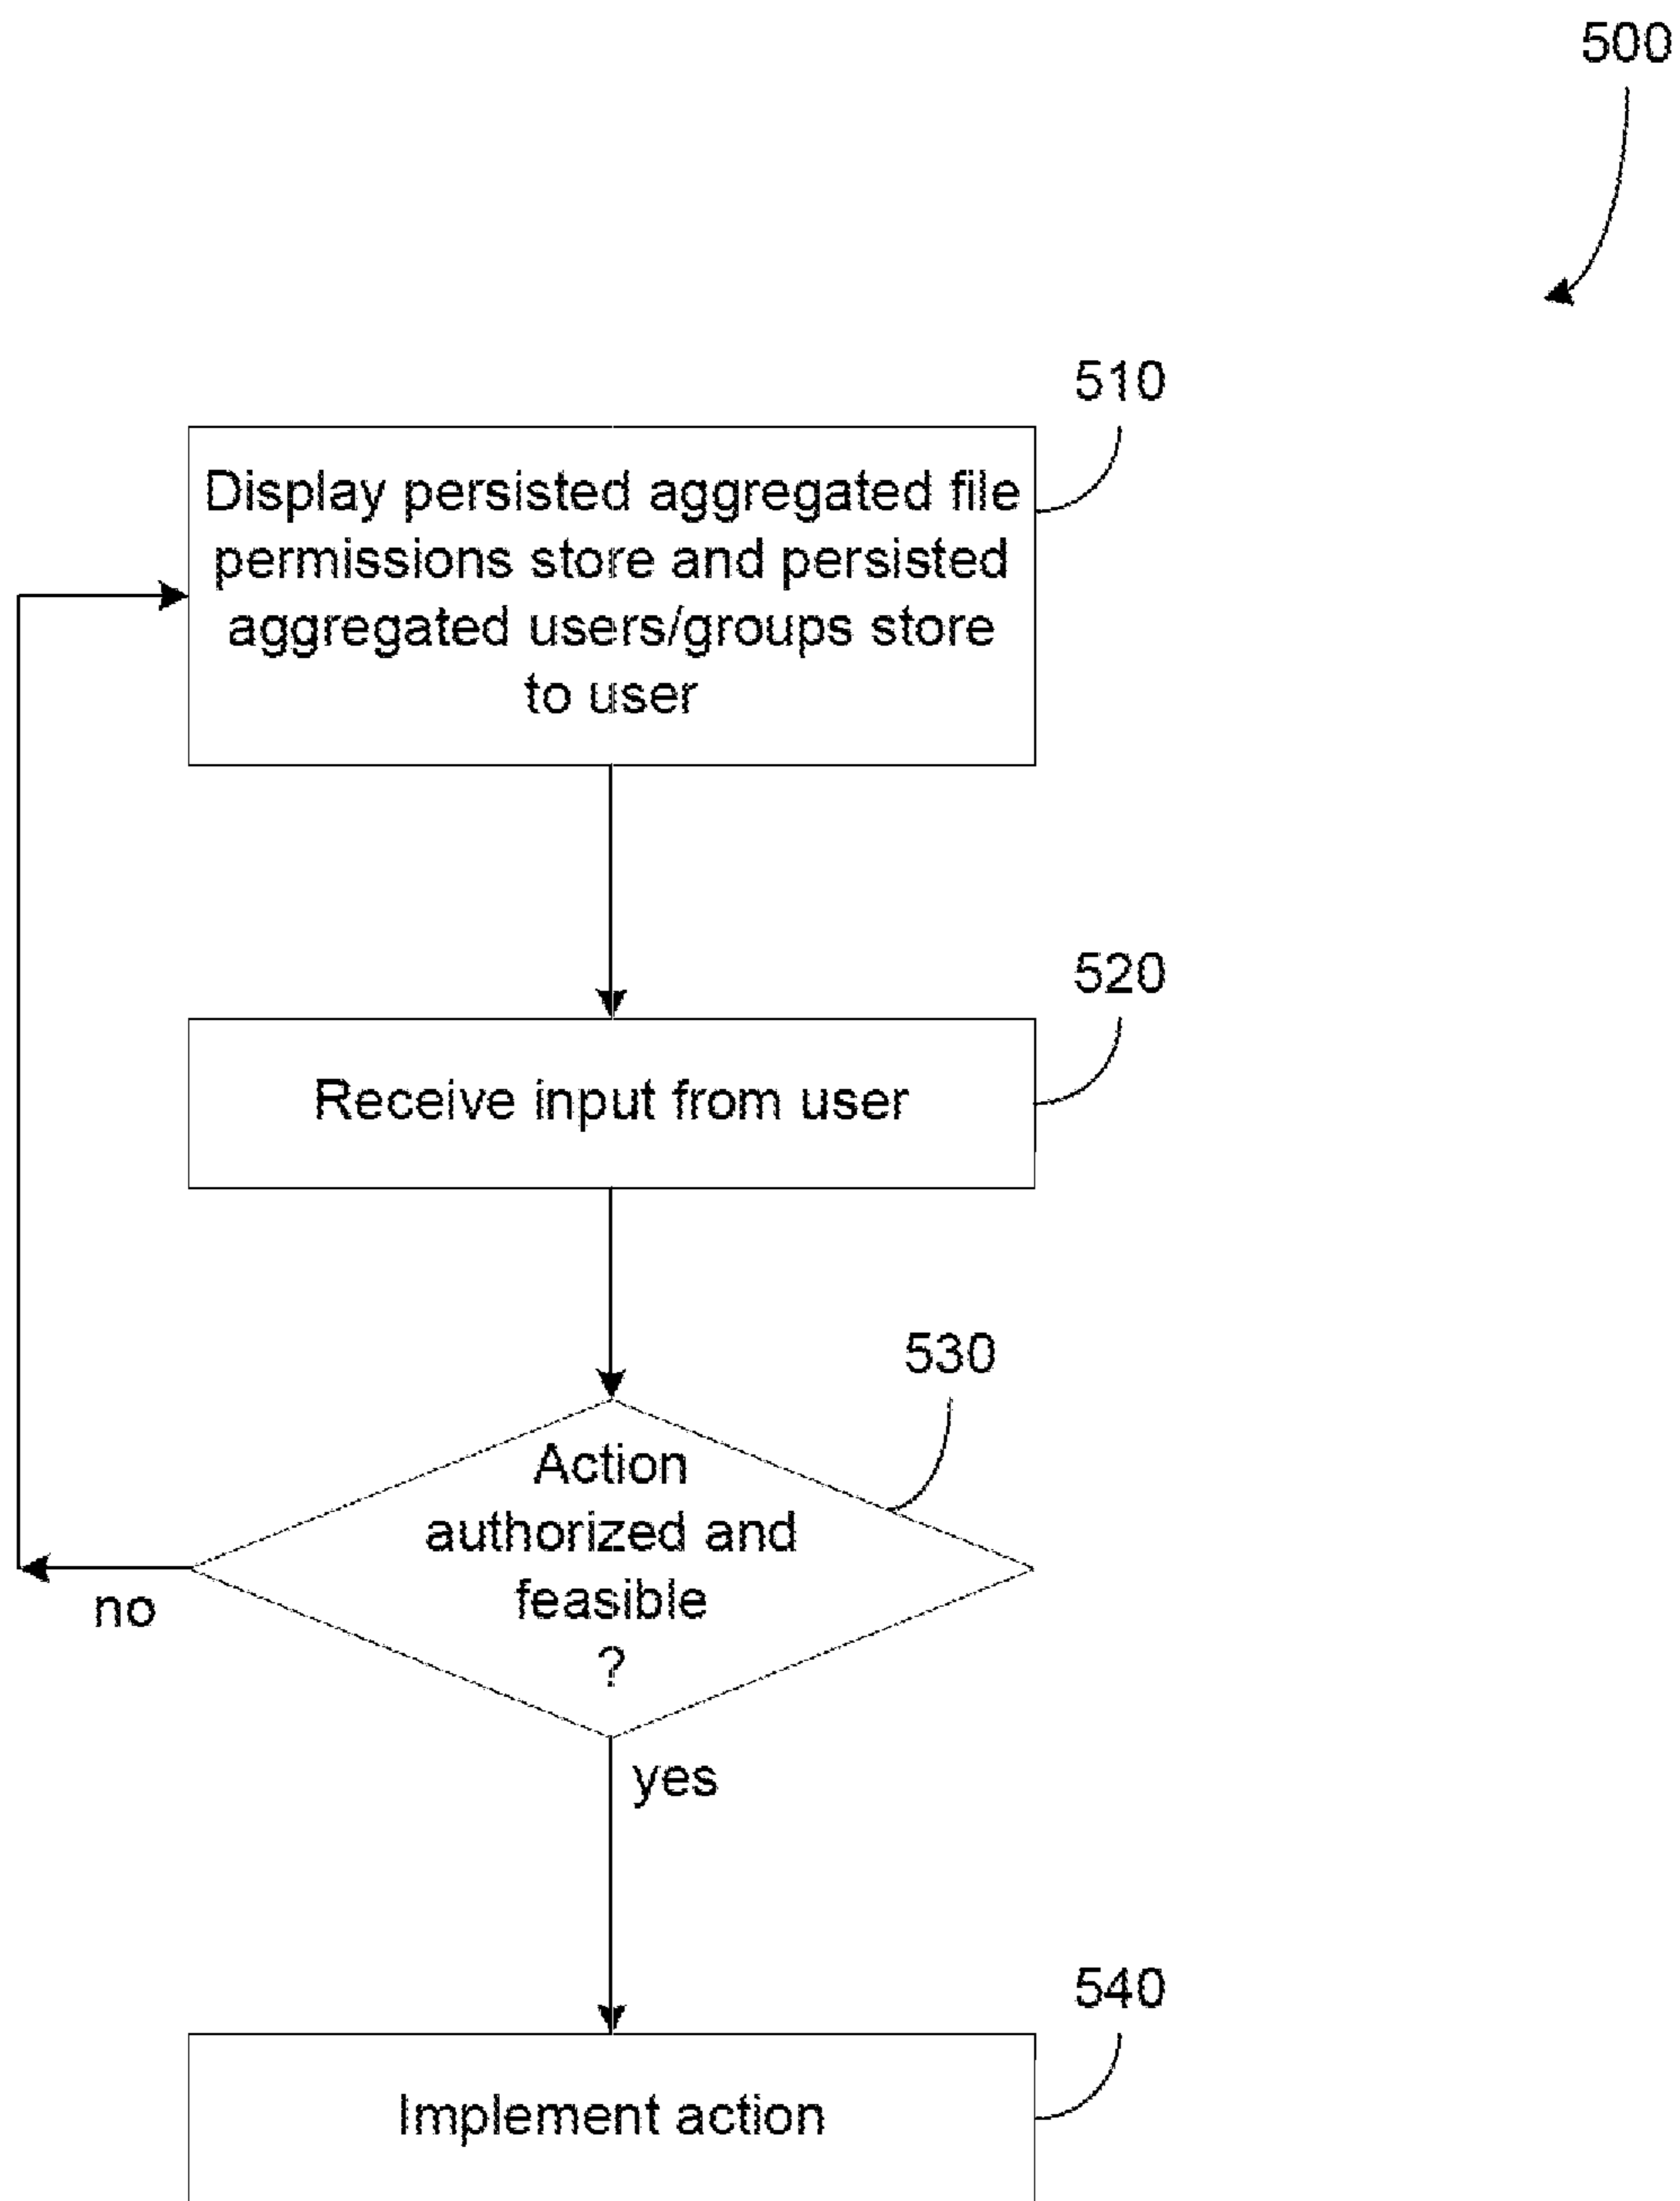 500
510
Display persisted aggregated file
permissions store and persisted
aggregated users/groups store
to user
520
Receive input from user
530
Action
authorized and
feasible
?
no
yes
540
Implement action